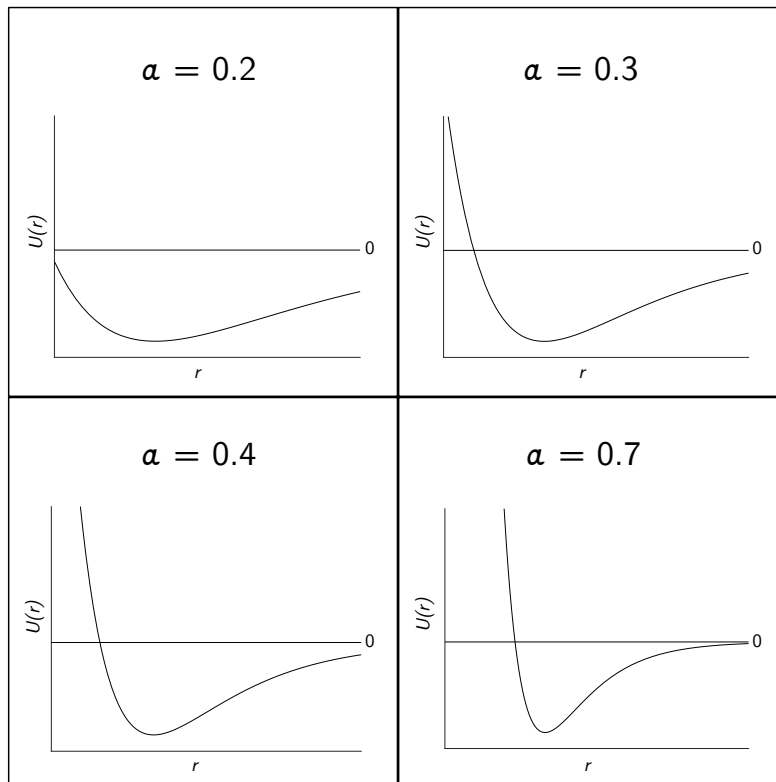 a = 0.2
U(r)
0
r
a = 0.3
U(r)
0
r
a = 0.4
U(r)
0
r
a = 0.7
U(r)
0
r